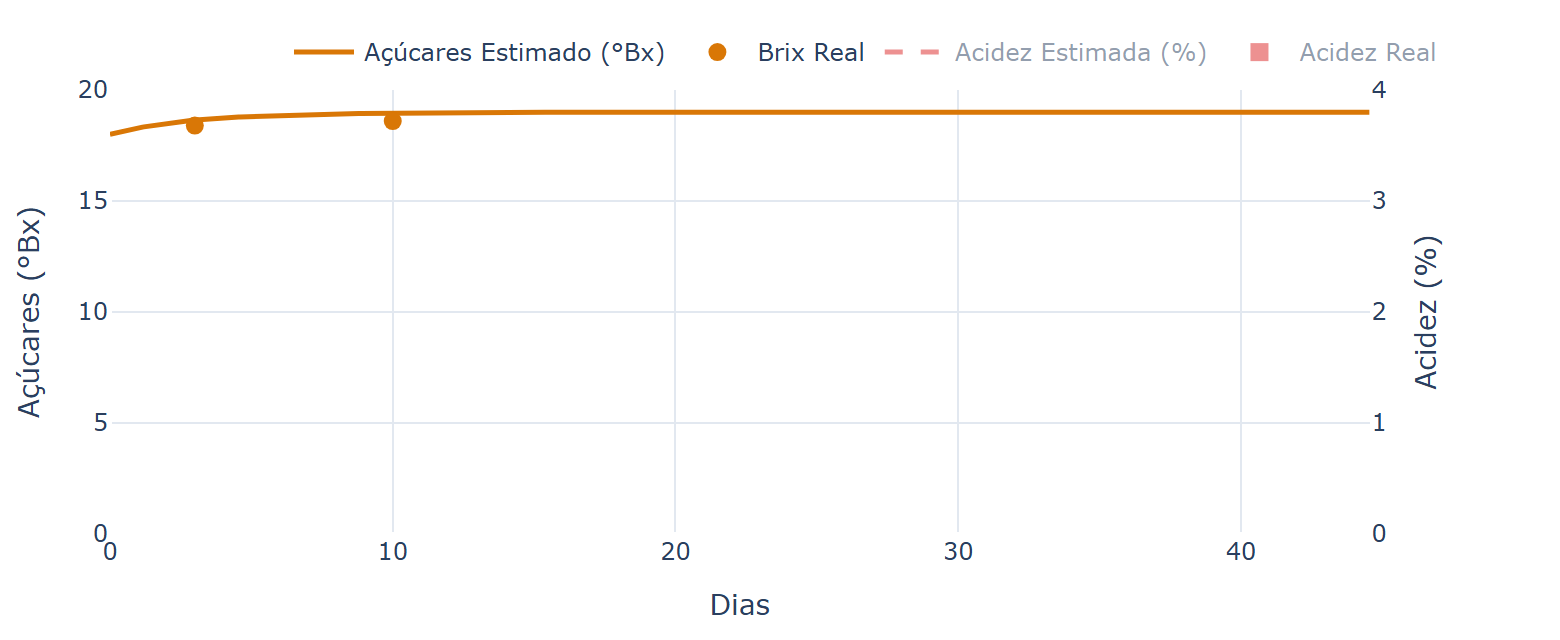 Açúcares Estimado (°Bx) Brix Real Acidez Estimada (%) Acidez Real
20 4
15 3
10 2
5 1
0 0
0 10 20 30 40
Açúcares (°Bx)
Acidez (%)
Dias